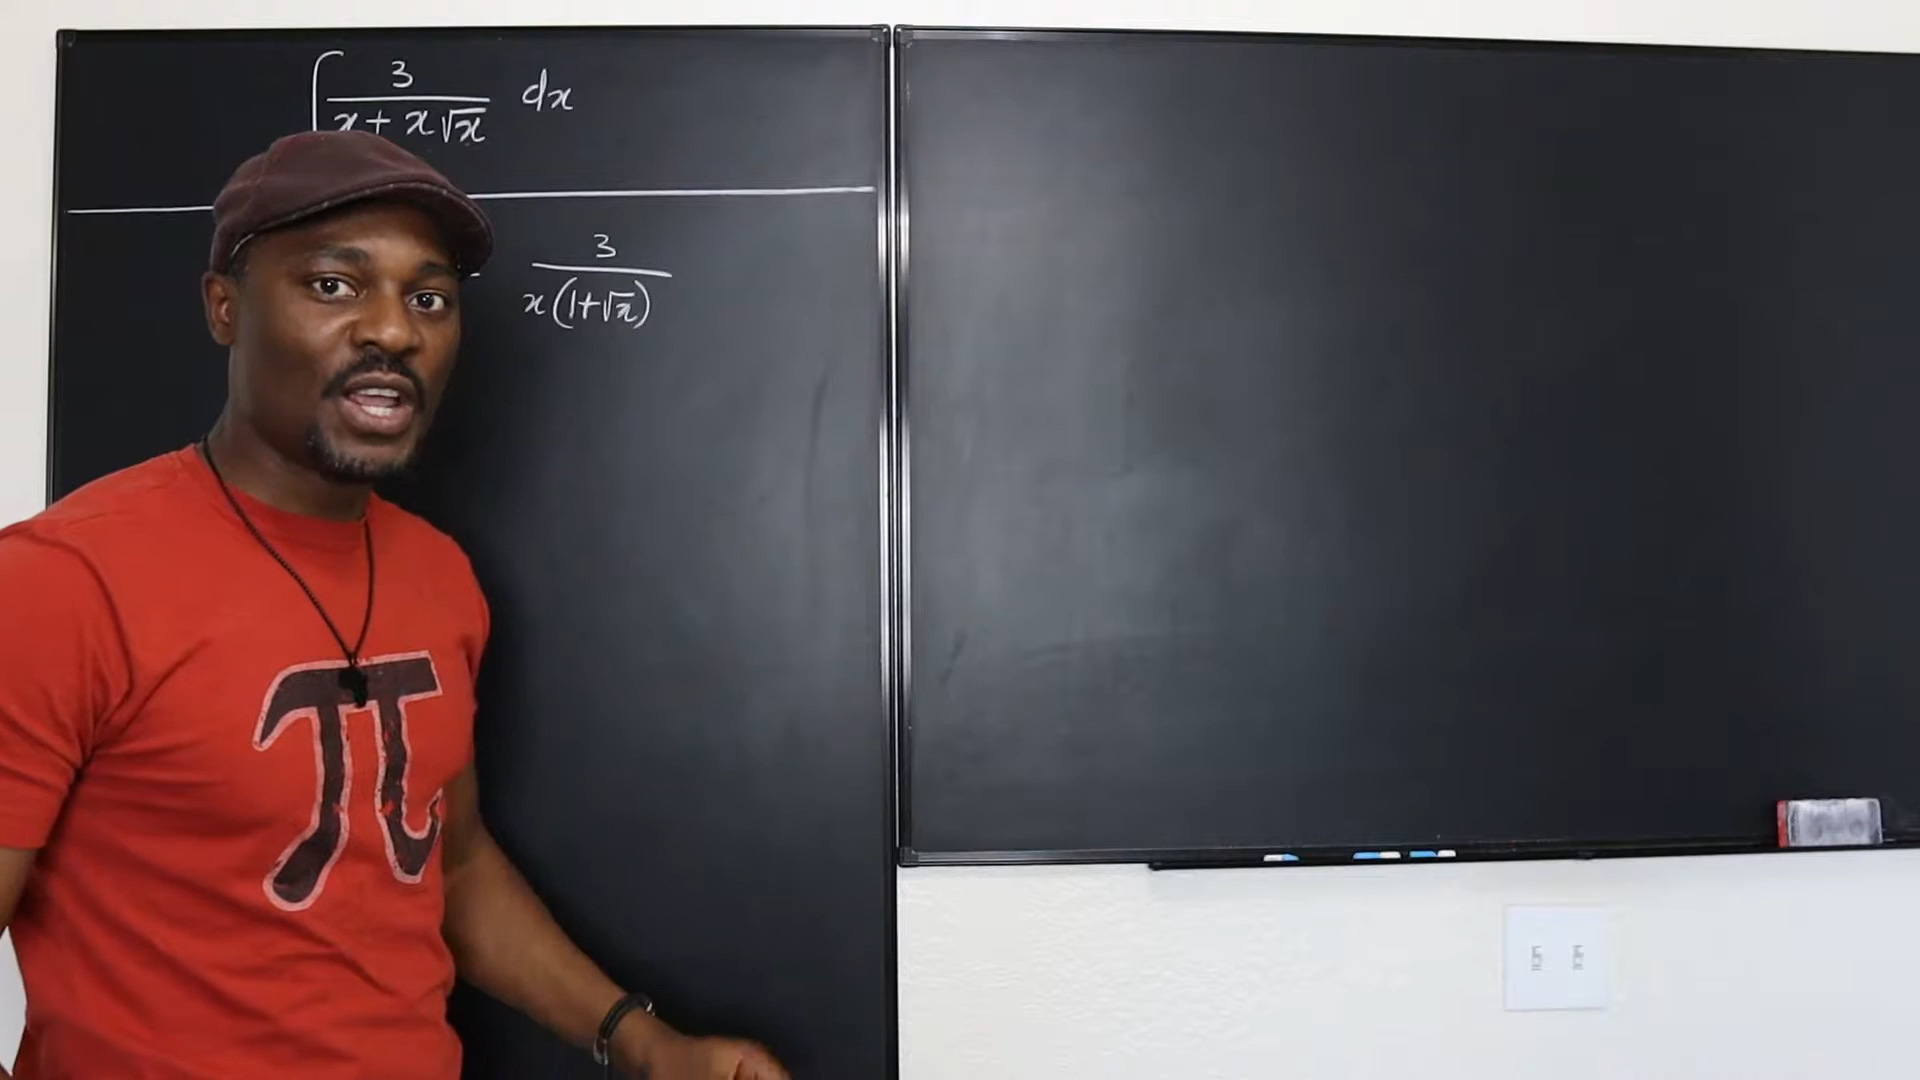 ∫ 3/(x + x√x) dx
3/(x(1+√x))
π